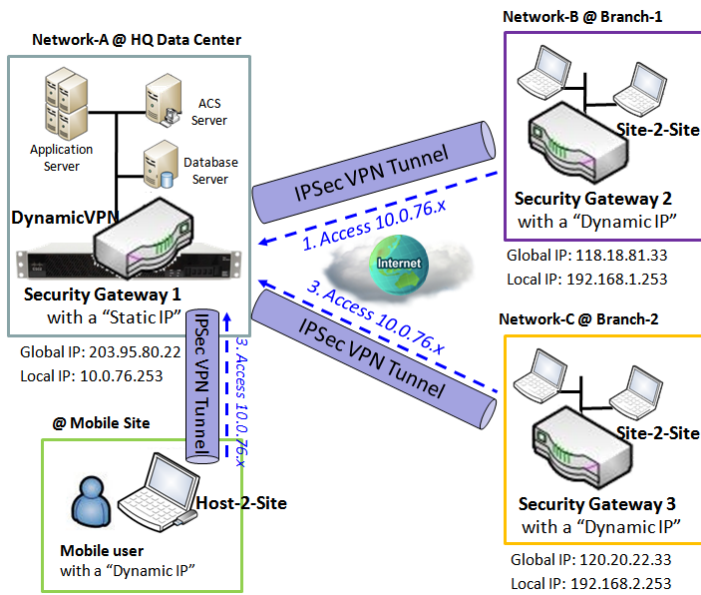 Network-A @ HQ Data Center
Application
Server
ACS
Server
Database
Server
DynamicVPN
Security Gateway 1
with a “Static IP”
Global IP: 203.95.80.22
Local IP: 10.0.76.253
IPSec VPN Tunnel
1. Access 10.0.76.x
Internet
3. Access 10.0.76.x
IPSec VPN Tunnel
IPSec VPN Tunnel
3. Access 10.0.76.x
@ Mobile Site
Host-2-Site
Mobile user
with a “Dynamic IP”
Network-B @ Branch-1
Site-2-Site
Security Gateway 2
with a “Dynamic IP”
Global IP: 118.18.81.33
Local IP: 192.168.1.253
Network-C @ Branch-2
Site-2-Site
Security Gateway 3
with a “Dynamic IP”
Global IP: 120.20.22.33
Local IP: 192.168.2.253